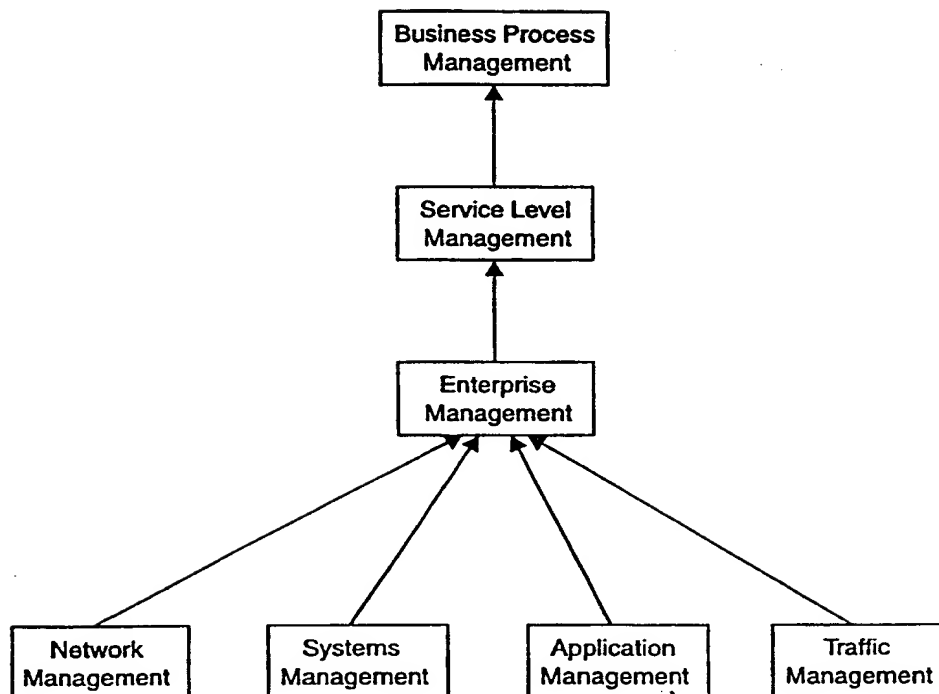 Business Process
Management
Service Level
Management
Enterprise
Management
Network
Management
Systems
Management
Application
Management
Traffic
Management